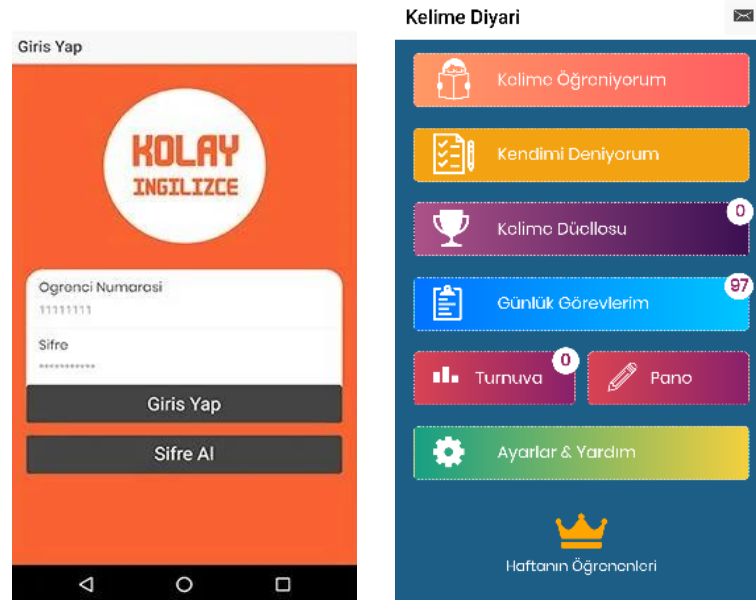 Giris Yap
KOLAY
INGILIZCE
Ogrenci Numarasi
11111111
Sifre
***********
Giris Yap
Sifre Al
Kelime Diyari
Kelime Öğreniyorum
Kendimi Deniyorum
Kelime Düellosu
0
Günlük Görevlerim
97
Turnuva
0
Pano
Ayarlar & Yardım
Haftanın Öğrenenleri